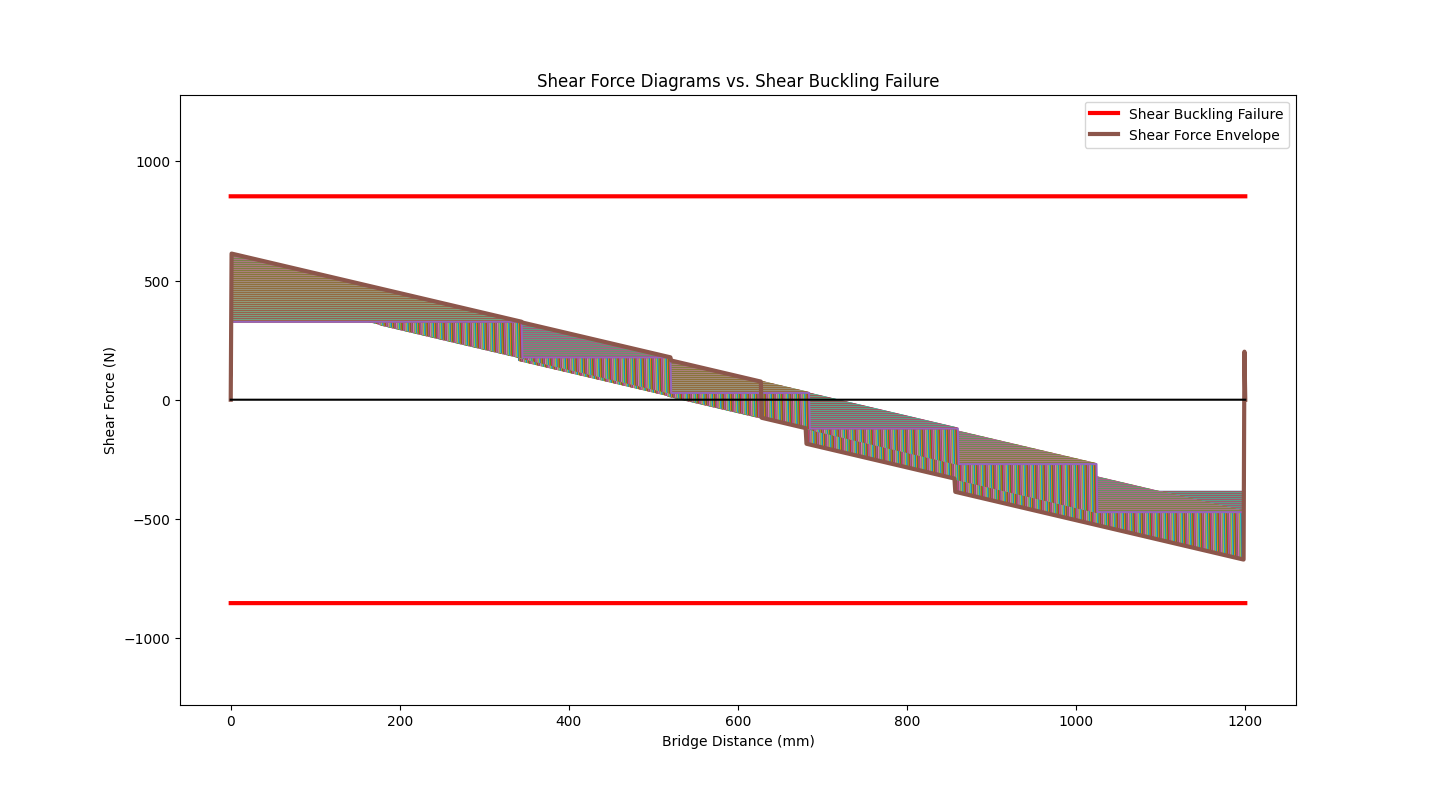 Shear Force Diagrams vs. Shear Buckling Failure
Shear Buckling Failure
Shear Force Envelope
1000
500
0
−500
−1000
Shear Force (N)
0 200 400 600 800 1000 1200
Bridge Distance (mm)